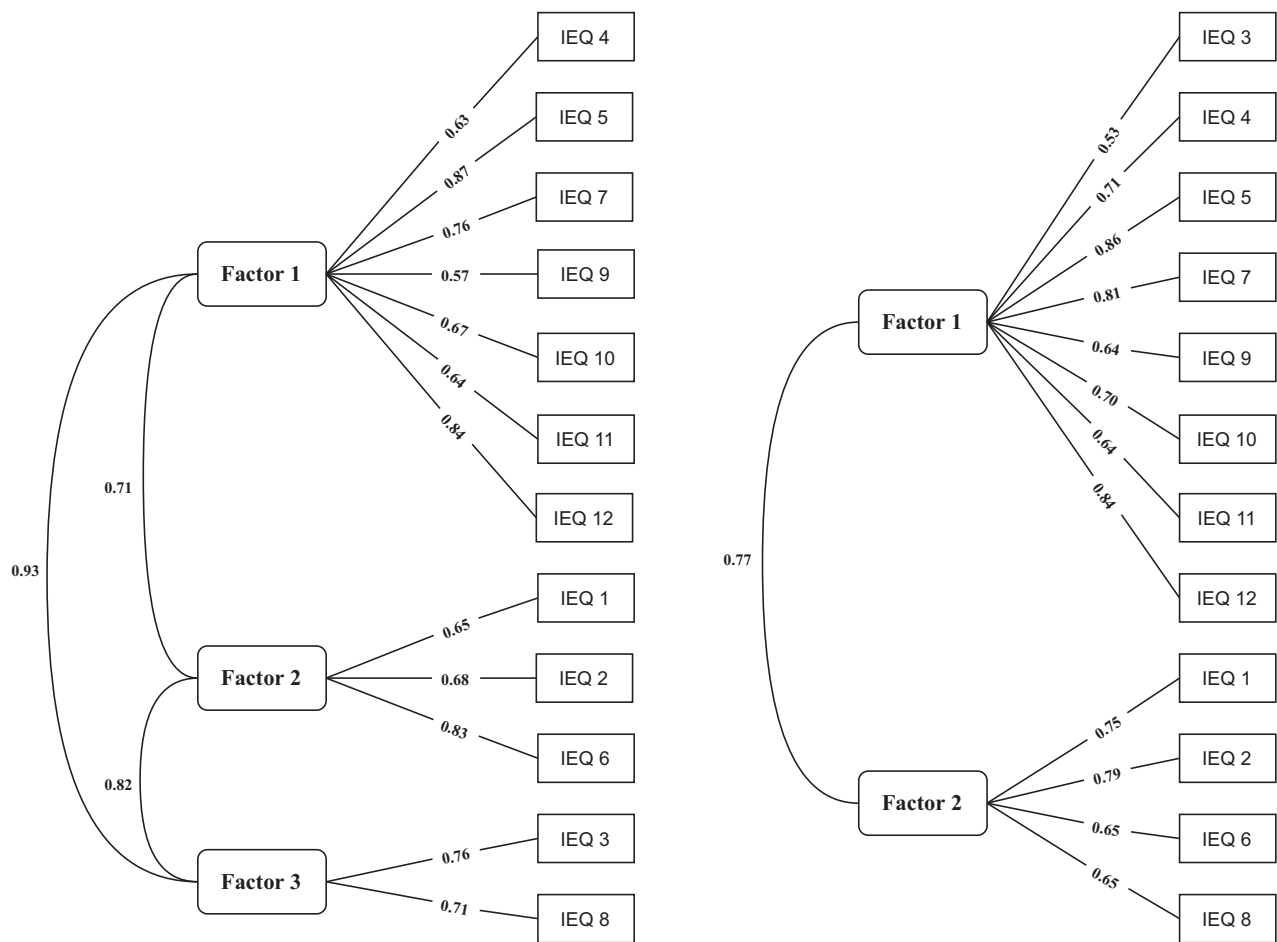 IEQ 4
0.63
IEQ 5
0.87
IEQ 7
0.76
Factor 1
0.57
IEQ 9
0.67
IEQ 10
0.64
IEQ 11
0.84
IEQ 12
0.71
0.93
IEQ 1
0.65
Factor 2
0.68
IEQ 2
0.83
IEQ 6
0.82
IEQ 3
0.76
Factor 3
0.71
IEQ 8
IEQ 3
0.53
IEQ 4
0.71
IEQ 5
0.86
IEQ 7
0.81
Factor 1
0.64
IEQ 9
0.70
IEQ 10
0.64
IEQ 11
0.84
IEQ 12
0.77
IEQ 1
0.75
IEQ 2
0.79
Factor 2
0.65
IEQ 6
0.65
IEQ 8